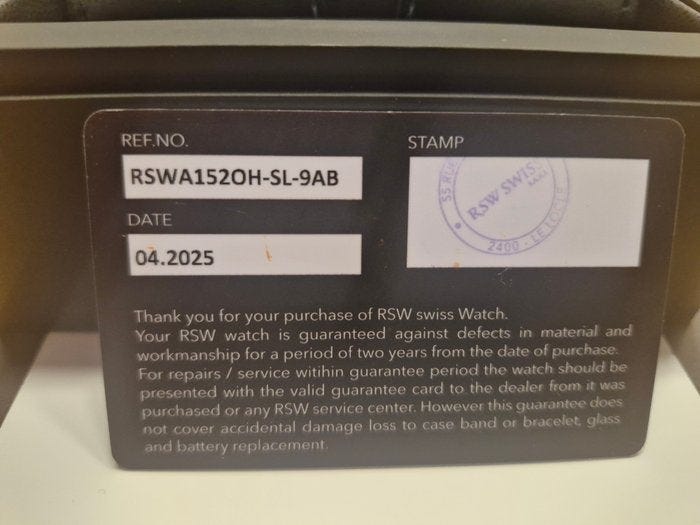 REF.NO.
RSWA152OH-SL-9AB
DATE
04.2025
STAMP
55 RUE
RSW SWISS
SARL
2400 - LE LOCLE
Thank you for your purchase of RSW swiss Watch.
Your RSW watch is guaranteed against defects in material and
workmanship for a period of two years from the date of purchase.
For repairs / service witihin guarantee period the watch should be
presented with the valid guarantee card to the dealer from it was
purchased or any RSW service center. However this guarantee does
not cover accidental damage loss to case band or bracelet, glass
and battery replacement.